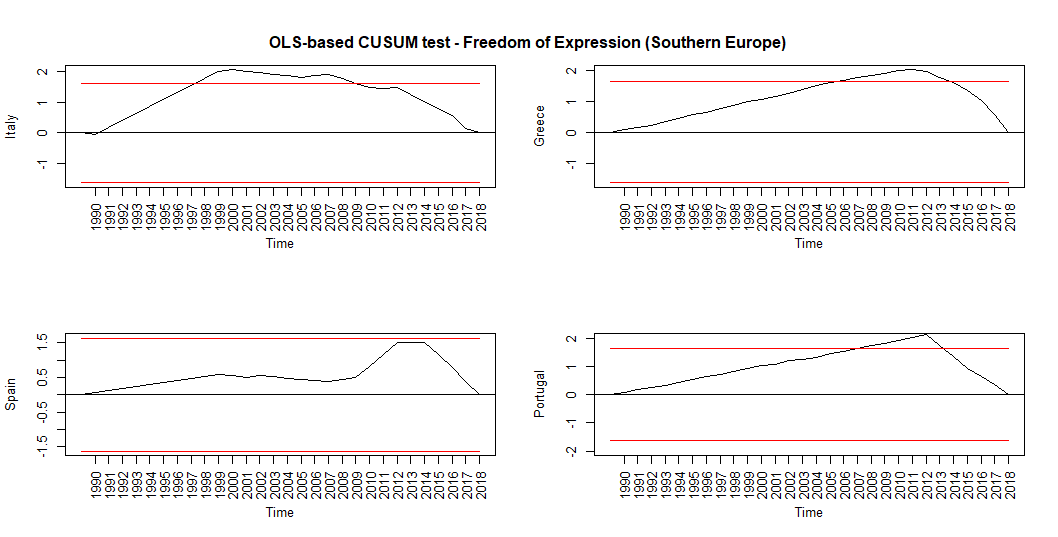 OLS-based CUSUM test - Freedom of Expression (Southern Europe)
Italy
2
1
0
-1
1990 1991 1992 1993 1994 1995 1996 1997 1998 1999 2000 2001 2002 2003 2004 2005 2006 2007 2008 2009 2010 2011 2012 2013 2014 2015 2016 2017 2018
Time
Greece
2
1
0
-1
1990 1991 1992 1993 1994 1995 1996 1997 1998 1999 2000 2001 2002 2003 2004 2005 2006 2007 2008 2009 2010 2011 2012 2013 2014 2015 2016 2017 2018
Time
Spain
1.5
0.5
-0.5
-1.5
1990 1991 1992 1993 1994 1995 1996 1997 1998 1999 2000 2001 2002 2003 2004 2005 2006 2007 2008 2009 2010 2011 2012 2013 2014 2015 2016 2017 2018
Time
Portugal
2
1
0
-1
-2
1990 1991 1992 1993 1994 1995 1996 1997 1998 1999 2000 2001 2002 2003 2004 2005 2006 2007 2008 2009 2010 2011 2012 2013 2014 2015 2016 2017 2018
Time